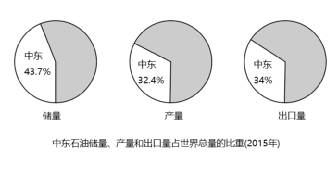 中东
43.7%
中东
32.4%
中东
34%
储量
产量
出口量
中东石油储量、产量和出口量占世界总量的比重(2015年)